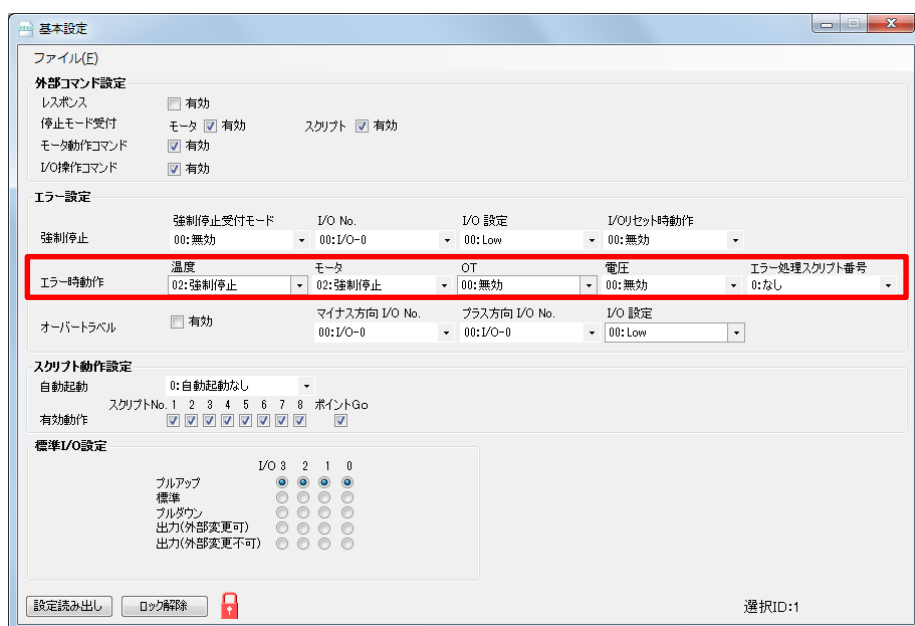 基本設定
ファイル(F)
外部コマンド設定
レスポンス 有効
停止モード受付 モータ 有効 スクリプト 有効
モータ動作コマンド 有効
I/O操作コマンド 有効
エラー設定
強制停止受付モード I/O No. I/O 設定 I/Oリセット時動作
強制停止 00:無効 00:I/O-0 00:Low 00:無効
温度 モータ OT 電圧 エラー処理スクリプト番号
エラー時動作 02:強制停止 02:強制停止 00:無効 00:無効 0:なし
マイナス方向 I/O No. プラス方向 I/O No. I/O 設定
オーバートラベル 有効 00:I/O-0 00:I/O-0 00:Low
スクリプト動作設定
自動起動 0:自動起動なし
スクリプトNo. 1 2 3 4 5 6 7 8 ポイントGo
有効動作
標準I/O設定
I/O 3 2 1 0
プルアップ
標準
プルダウン
出力(外部変更可)
出力(外部変更不可)
設定読み出し ロック解除 選択ID:1